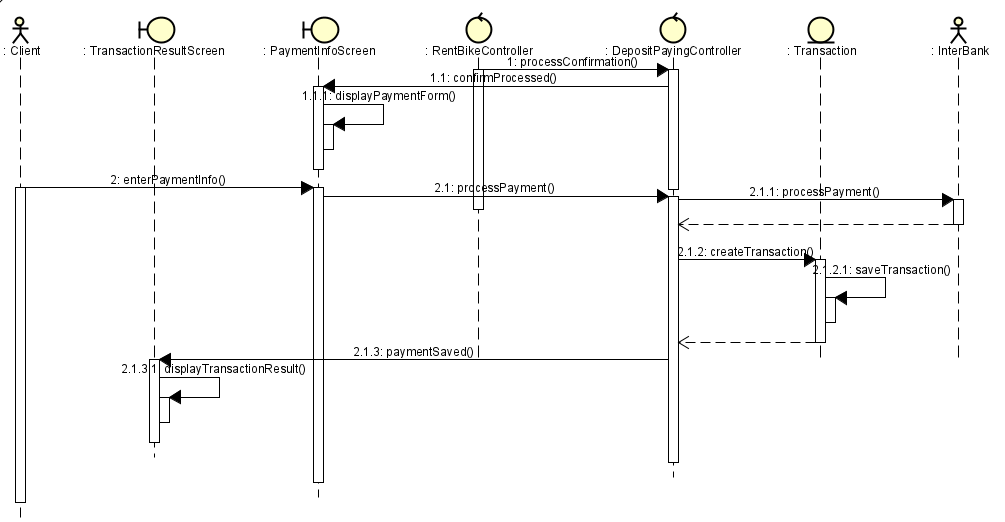 : Client
: TransactionResultScreen
: PaymentInfoScreen
: RentBikeController
: DepositPayingController
: Transaction
: InterBank
1: processConfirmation()
1.1: confirmProcessed()
1.1.1: displayPaymentForm()
2: enterPaymentInfo()
2.1: processPayment()
2.1.1: processPayment()
2.1.2: createTransaction()
2.1.2.1: saveTransaction()
2.1.3: paymentSaved()
2.1.3.1: displayTransactionResult()